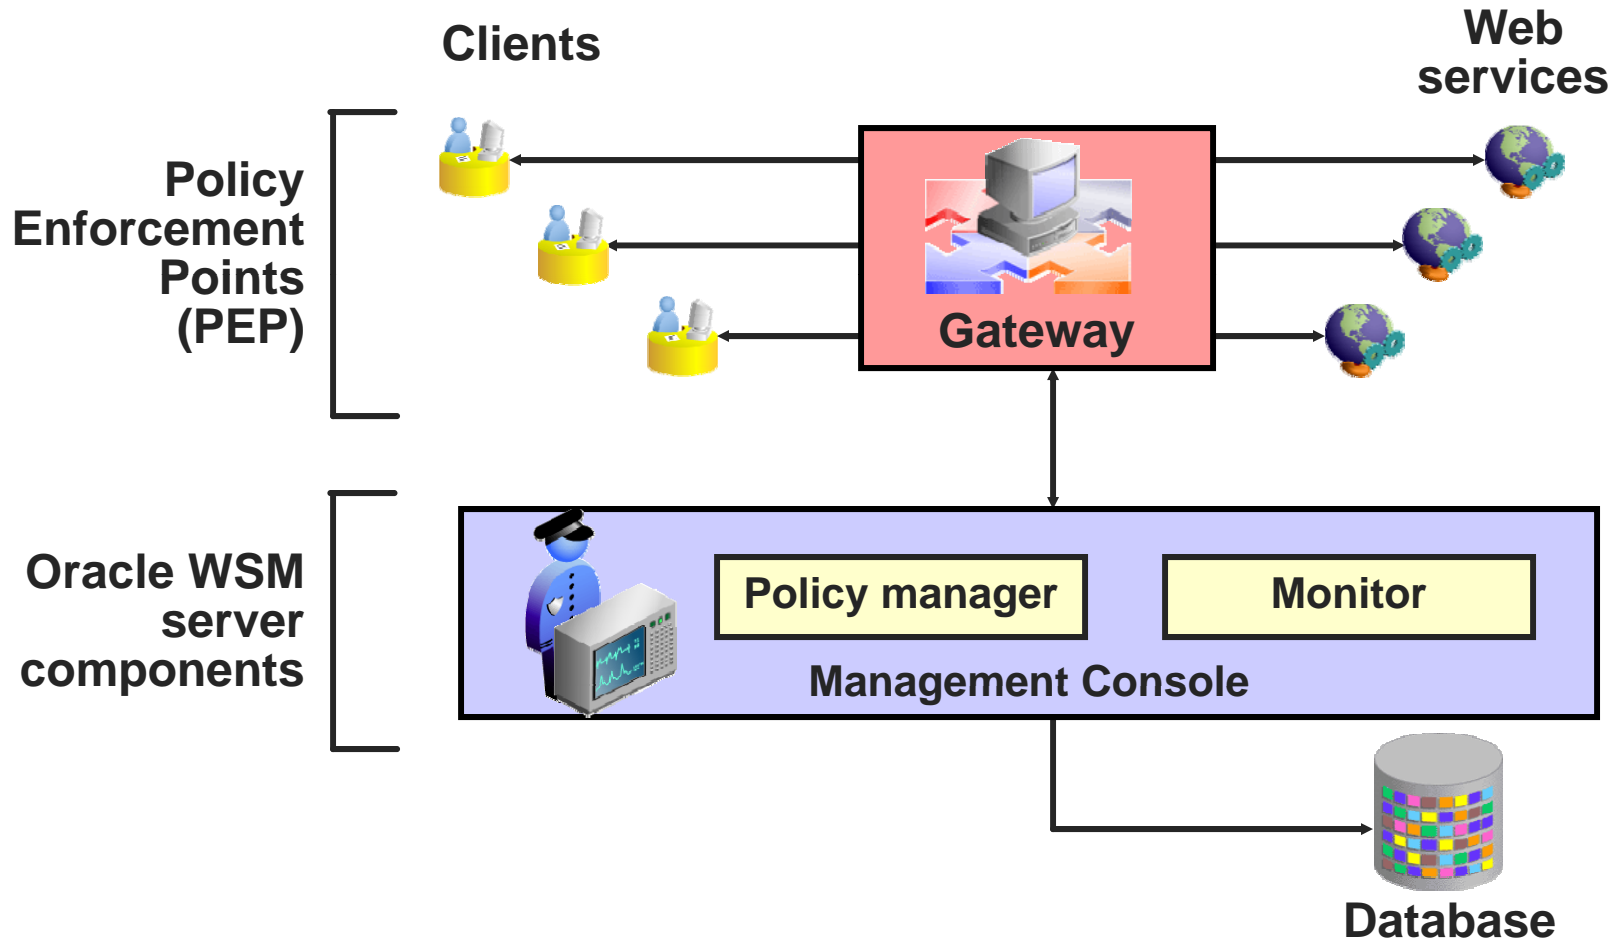 Clients
Web
services
Policy
Enforcement
Points
(PEP)
Gateway
Oracle WSM
server
components
Policy manager
Monitor
Management Console
Database